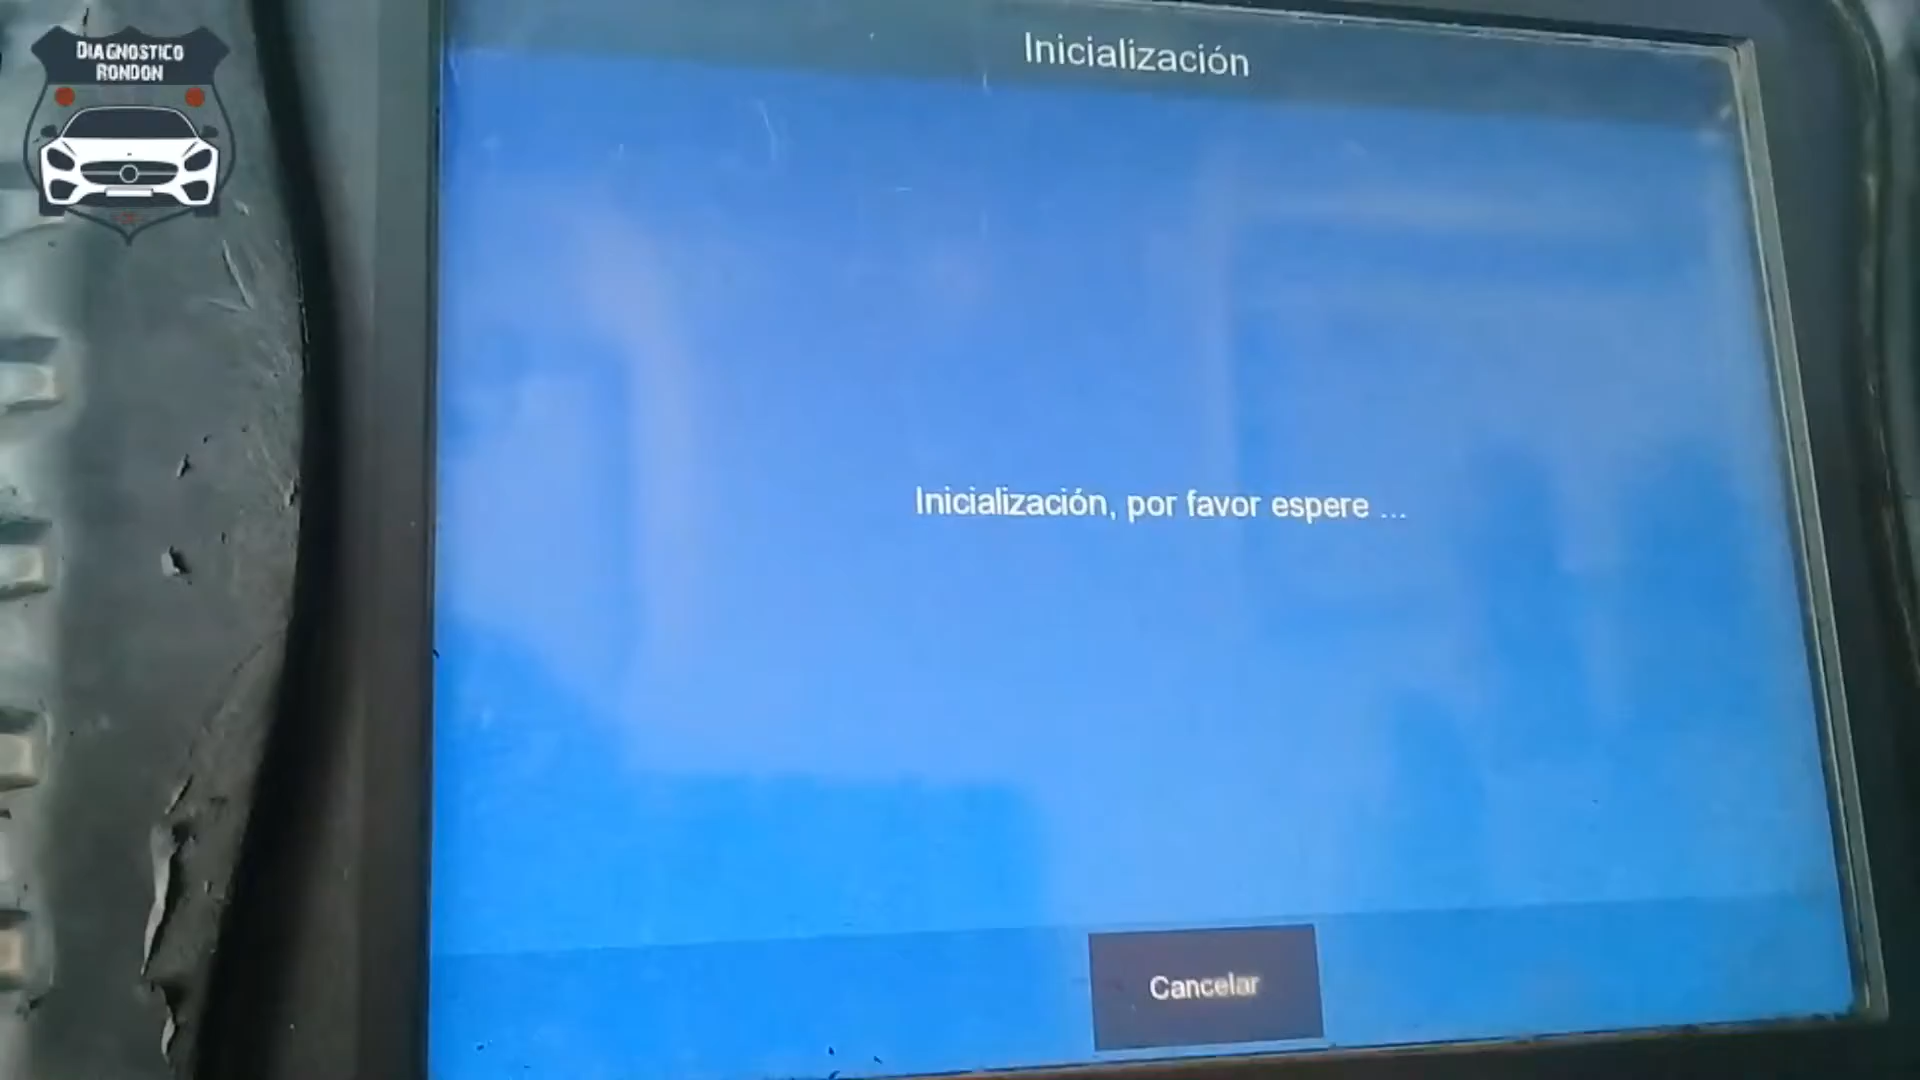 DIAGNOSTICO
RONDON
Inicialización
Inicialización, por favor espere ...
Cancelar